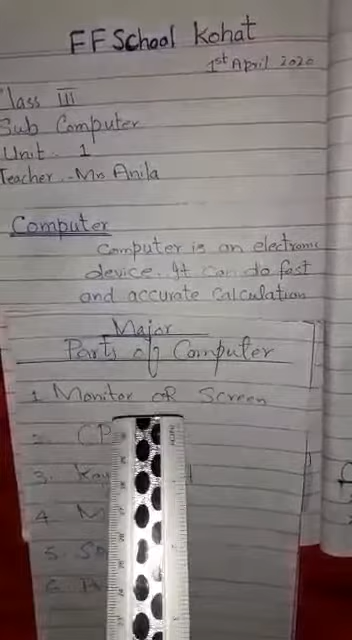 FF School Kohat
1st April 2020
Class III
Sub Computer
Unit. 1
Teacher - Mrs Anila
Computer
Computer is an electronic
device. It can do fast
and accurate calculation
Major
Parts of Computer
1. Monitor OR Screen
2. CP
3.
4. M
5.
6.